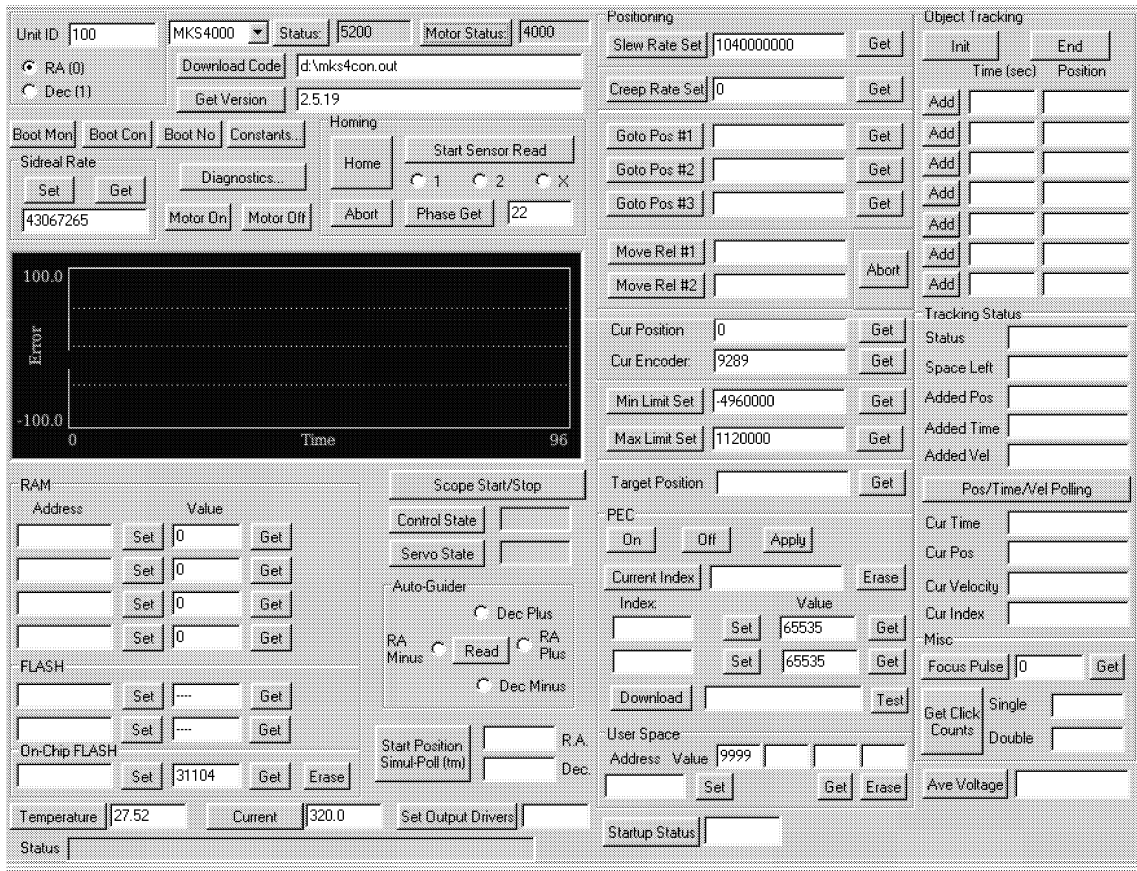 Unit ID 100
RA (0)
Dec (1)
MKS4000 Status: 5200 Motor Status: 4000
Download Code d:\mks4con.out
Get Version 2.5.19
Boot Mon Boot Con Boot No Constants...
Sidreal Rate
Set Get
43067265
Diagnostics...
Motor On Motor Off
Homing
Home Start Sensor Read
1 2 X
Abort Phase Get 22
100.0
Error
-100.0
0 Time 96
RAM
Address Value
Set 0 Get
Set 0 Get
Set 0 Get
Set 0 Get
FLASH
Set ---- Get
Set ---- Get
On-Chip FLASH
Set 31104 Get Erase
Scope Start/Stop
Control State
Servo State
Auto-Guider
Dec Plus
RA Minus Read RA Plus
Dec Minus
Start Position Simul-Poll (tm)
R.A.
Dec.
Temperature 27.52 Current 320.0 Set Output Drivers
Status
Positioning
Slew Rate Set 1040000000 Get
Creep Rate Set 0 Get
Goto Pos #1 Get
Goto Pos #2 Get
Goto Pos #3 Get
Move Rel #1
Move Rel #2
Abort
Cur Position 0 Get
Cur Encoder: 9289 Get
Min Limit Set -4960000 Get
Max Limit Set 1120000 Get
Target Position Get
PEC
On Off Apply
Current Index Erase
Index: Value
Set 65535 Get
Set 65535 Get
Download Test
User Space
Address Value 9999
Set Get Erase
Startup Status
Object Tracking
Init End
Time (sec) Position
Add
Add
Add
Add
Add
Add
Add
Tracking Status
Status
Space Left
Added Pos
Added Time
Added Vel
Pos/Time/Vel Polling
Cur Time
Cur Pos
Cur Velocity
Cur Index
Misc
Focus Pulse 0 Get
Get Click Counts
Single
Double
Ave Voltage